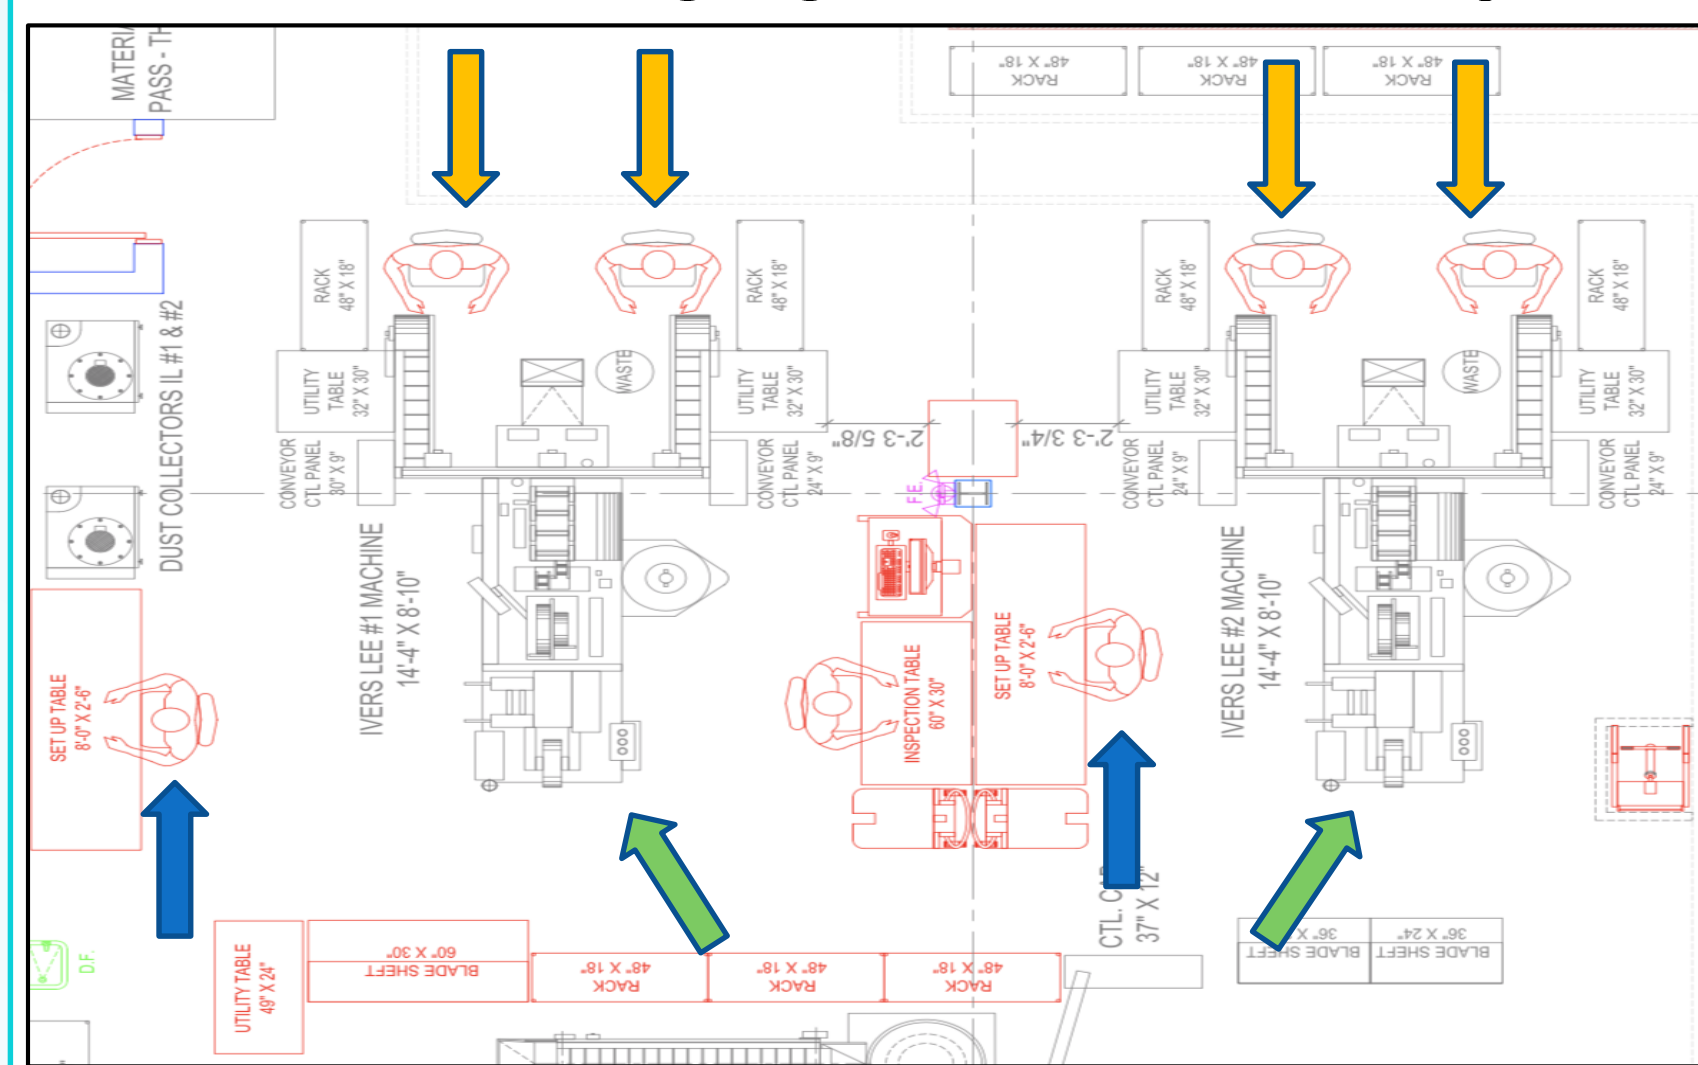 MATERIA
PASS - TH
RACK
48" X 18"
RACK
48" X 18"
RACK
48" X 18"
RACK
48" X 18"
RACK
48" X 18"
RACK
48" X 18"
RACK
48" X 18"
DUST COLLECTORS IL #1 & #2
UTILITY
TABLE
32" X 30"
WASTE
UTILITY
TABLE
32" X 30"
UTILITY
TABLE
32" X 30"
WASTE
UTILITY
TABLE
32" X 30"
2'-3 5/8"
2'-3 3/4"
CONVEYOR
CTL PANEL
30" X 9"
CONVEYOR
CTL PANEL
24" X 9"
CONVEYOR
CTL PANEL
24" X 9"
CONVEYOR
CTL PANEL
24" X 9"
F.E.
IVERS LEE #1 MACHINE
14'-4" X 8'-10"
IVERS LEE #2 MACHINE
14'-4" X 8'-10"
SET UP TABLE
8'-0" X 2'-6"
INSPECTION TABLE
60" X 30"
SET UP TABLE
8'-0" X 2'-6"
CTL.
37" X 12"
D.F.
UTILITY TABLE
49" X 24"
BLADE SHEFT
60" X 30"
RACK
48" X 18"
RACK
48" X 18"
RACK
48" X 18"
BLADE SHEFT
36" X
BLADE SHEFT
36" X 24"